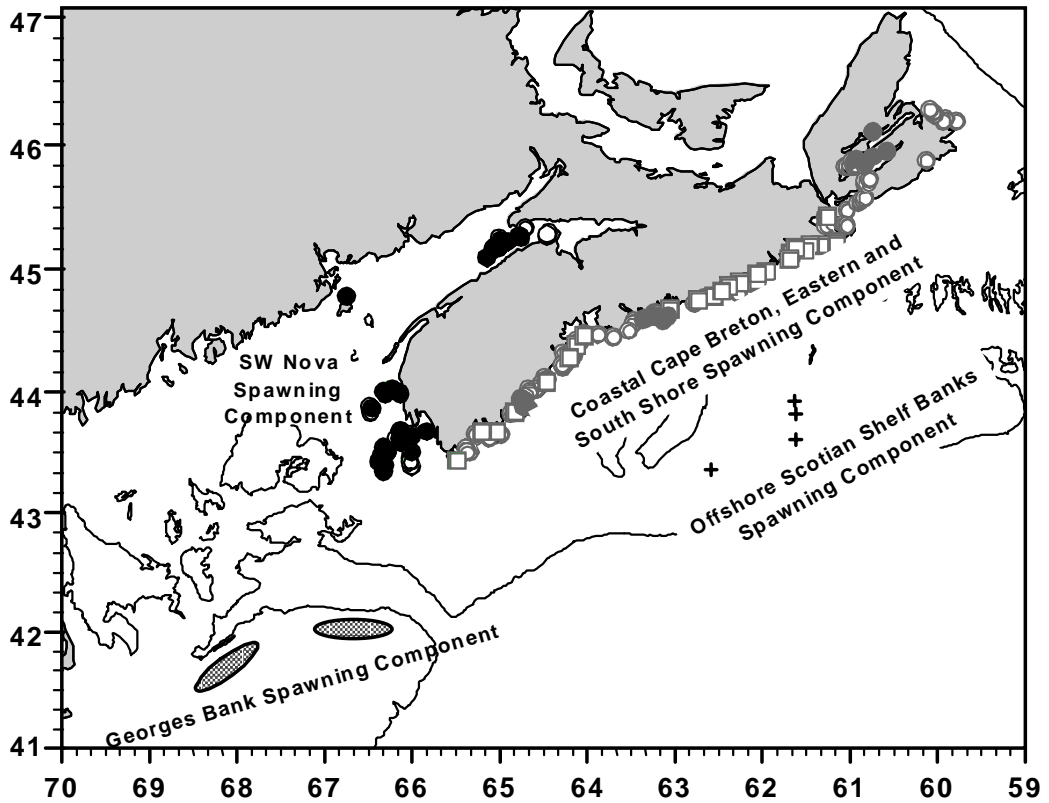 47
46
45
44
43
42
41
70 69 68 67 66 65 64 63 62 61 60 59
SW Nova
Spawning
Component
Coastal Cape Breton, Eastern and
South Shore Spawning Component
Offshore Scotian Shelf Banks
Spawning Component
Georges Bank Spawning Component